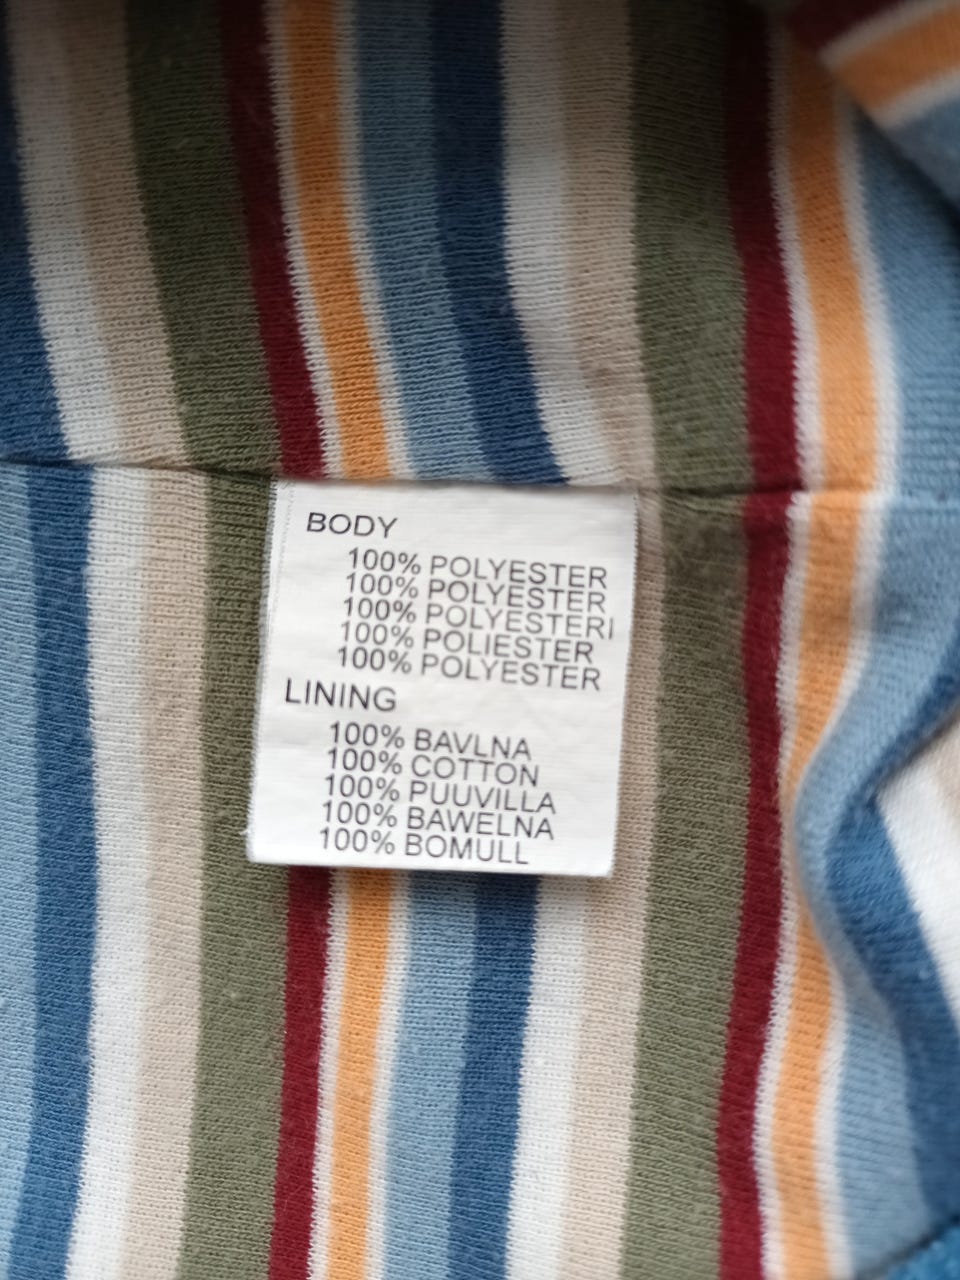 BODY
100% POLYESTER
100% POLYESTER
100% POLYESTERI
100% POLIESTER
100% POLYESTER
LINING
100% BAVLNA
100% COTTON
100% PUUVILLA
100% BAWELNA
100% BOMULL